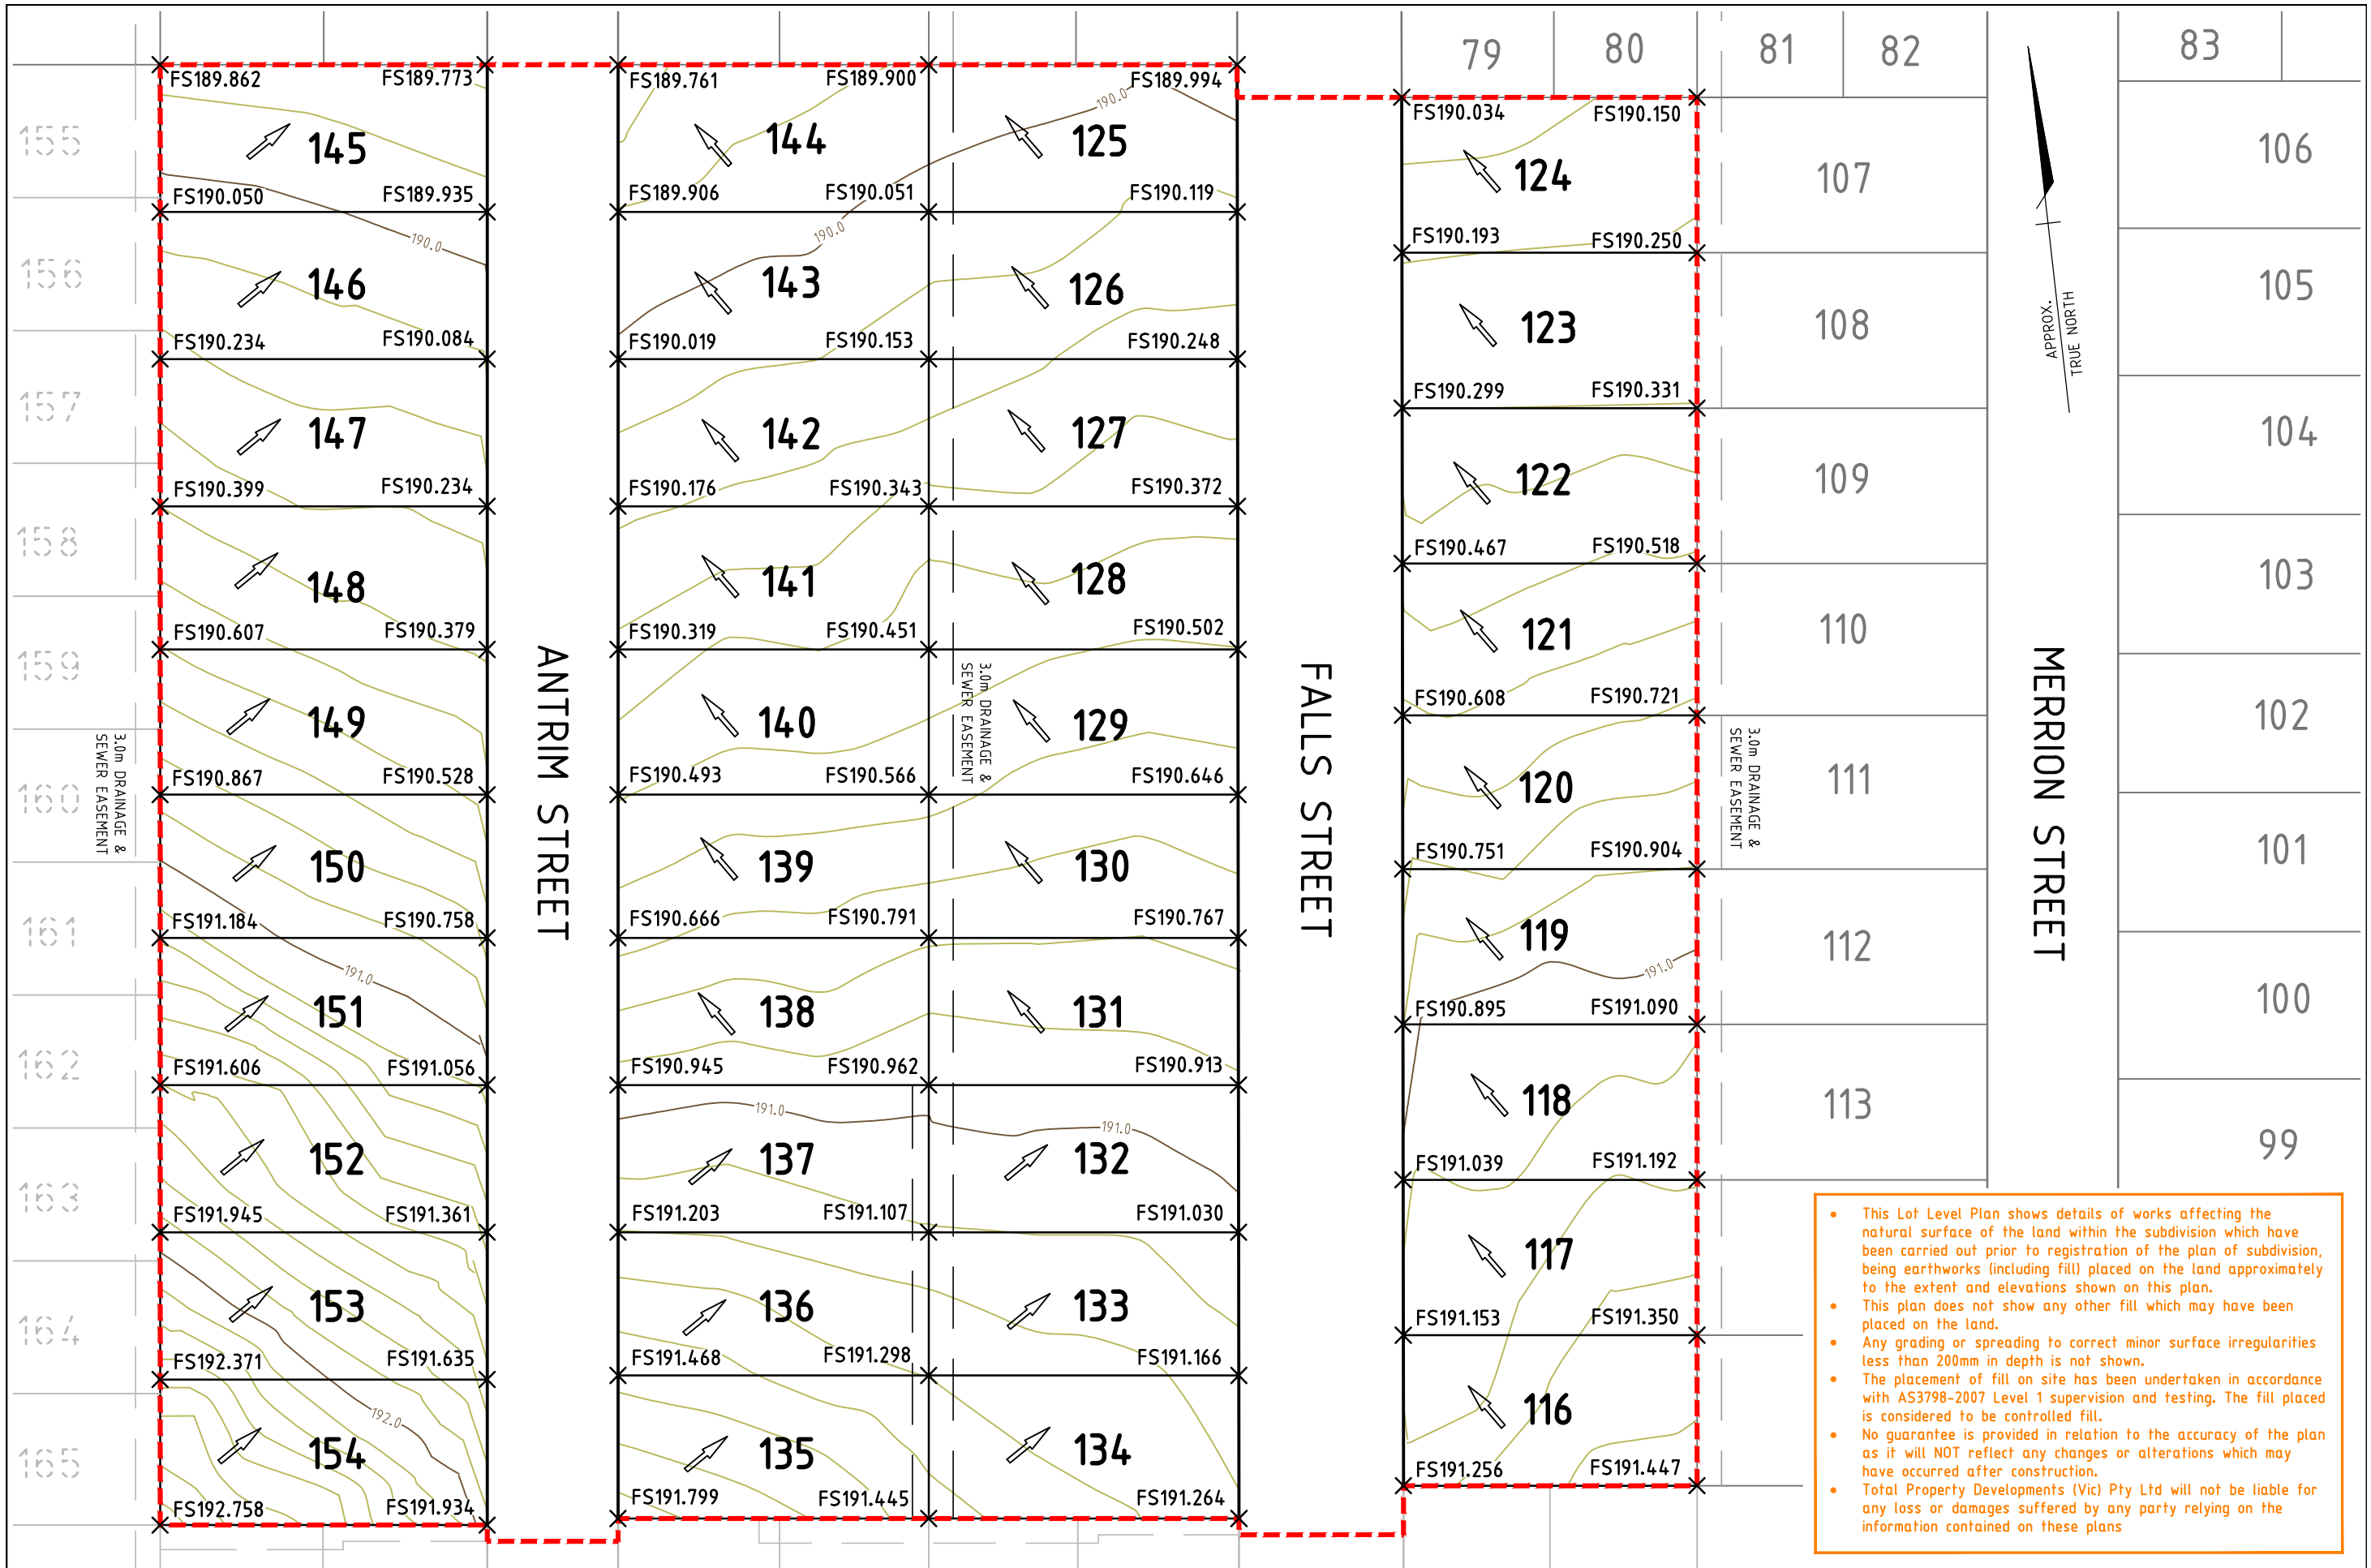 79 80 81 82 83
FS189.862 FS189.773 FS189.761 FS189.900 FS189.994
190.0
FS190.034 FS190.150
155 145 144 125 124 107 106
FS190.050 FS189.935 FS189.906 FS190.051 FS190.119
190.0
190.0
FS190.193 FS190.250
156 146 143 126 123 108 105
APPROX.
TRUE NORTH
FS190.234 FS190.084 FS190.019 FS190.153 FS190.248
FS190.299 FS190.331
157 147 142 127 122 109 104
FS190.399 FS190.234 FS190.176 FS190.343 FS190.372
FS190.467 FS190.518
158 148 141 128 121 110 103
FS190.607 FS190.379 FS190.319 FS190.451 FS190.502
FS190.608 FS190.721
159 149 140 129 120 111 102
ANTRIM STREET
FALLS STREET
MERRION STREET
3.0m DRAINAGE &
SEWER EASEMENT
3.0m DRAINAGE &
SEWER EASEMENT
3.0m DRAINAGE &
SEWER EASEMENT
FS190.867 FS190.528 FS190.493 FS190.566 FS190.646
FS190.751 FS190.904
160 150 139 130 119 112 101
FS191.184 FS190.758 FS190.666 FS190.791 FS190.767
191.0
191.0
FS190.895 FS191.090
161 151 138 131 118 113 100
FS191.606 FS191.056 FS190.945 FS190.962 FS190.913
191.0
191.0
FS191.039 FS191.192
162 152 137 132 117 99
FS191.945 FS191.361 FS191.203 FS191.107 FS191.030
FS191.153 FS191.350
163 153 136 133 116
FS192.371 FS191.635 FS191.468 FS191.298 FS191.166
192.0
FS191.256 FS191.447
164 154 135 134
165
FS192.758 FS191.934 FS191.799 FS191.445 FS191.264
• This Lot Level Plan shows details of works affecting the
natural surface of the land within the subdivision which have
been carried out prior to registration of the plan of subdivision,
being earthworks (including fill) placed on the land approximately
to the extent and elevations shown on this plan.
• This plan does not show any other fill which may have been
placed on the land.
• Any grading or spreading to correct minor surface irregularities
less than 200mm in depth is not shown.
• The placement of fill on site has been undertaken in accordance
with AS3798-2007 Level 1 supervision and testing. The fill placed
is considered to be controlled fill.
• No guarantee is provided in relation to the accuracy of the plan
as it will NOT reflect any changes or alterations which may
have occurred after construction.
• Total Property Developments (Vic) Pty Ltd will not be liable for
any loss or damages suffered by any party relying on the
information contained on these plans